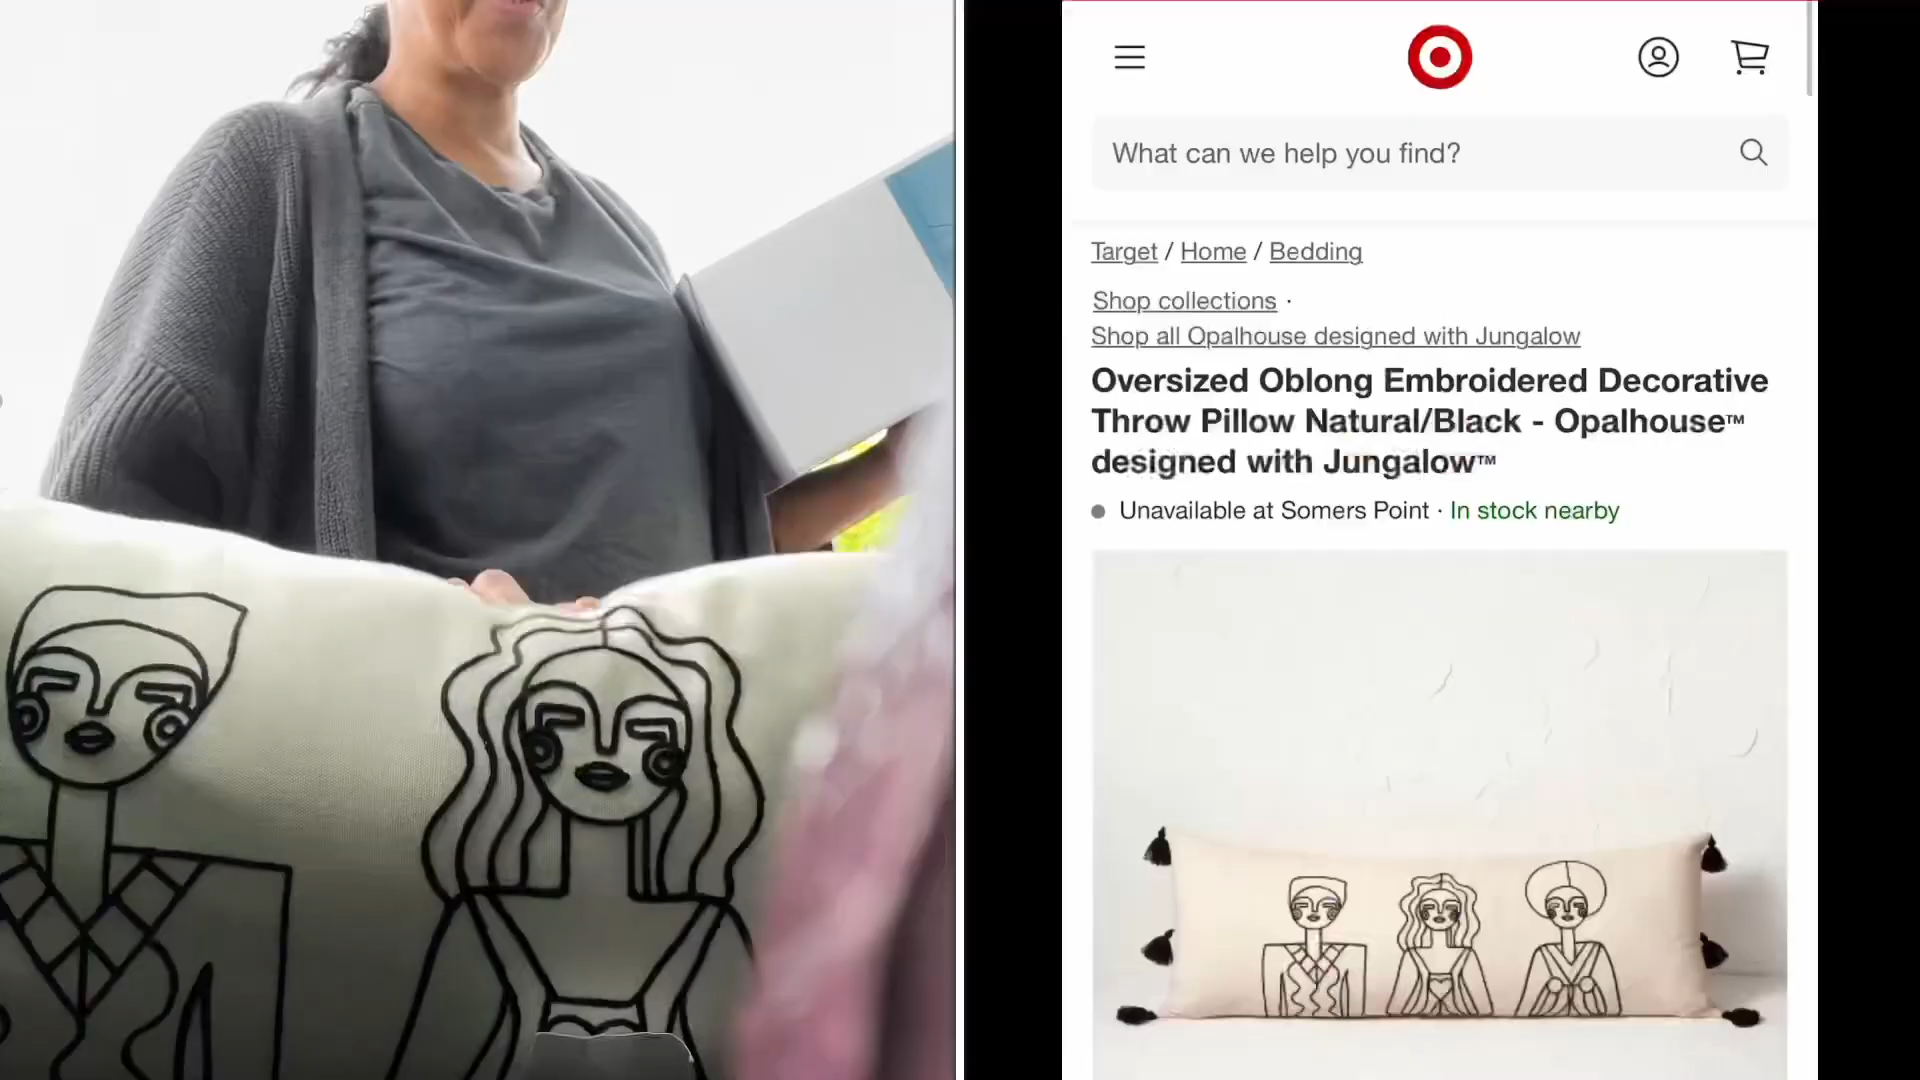 What can we help you find?
Target / Home / Bedding
Shop collections ·
Shop all Opalhouse designed with Jungalow
Oversized Oblong Embroidered Decorative
Throw Pillow Natural/Black - Opalhouse™
designed with Jungalow™
Unavailable at Somers Point · In stock nearby